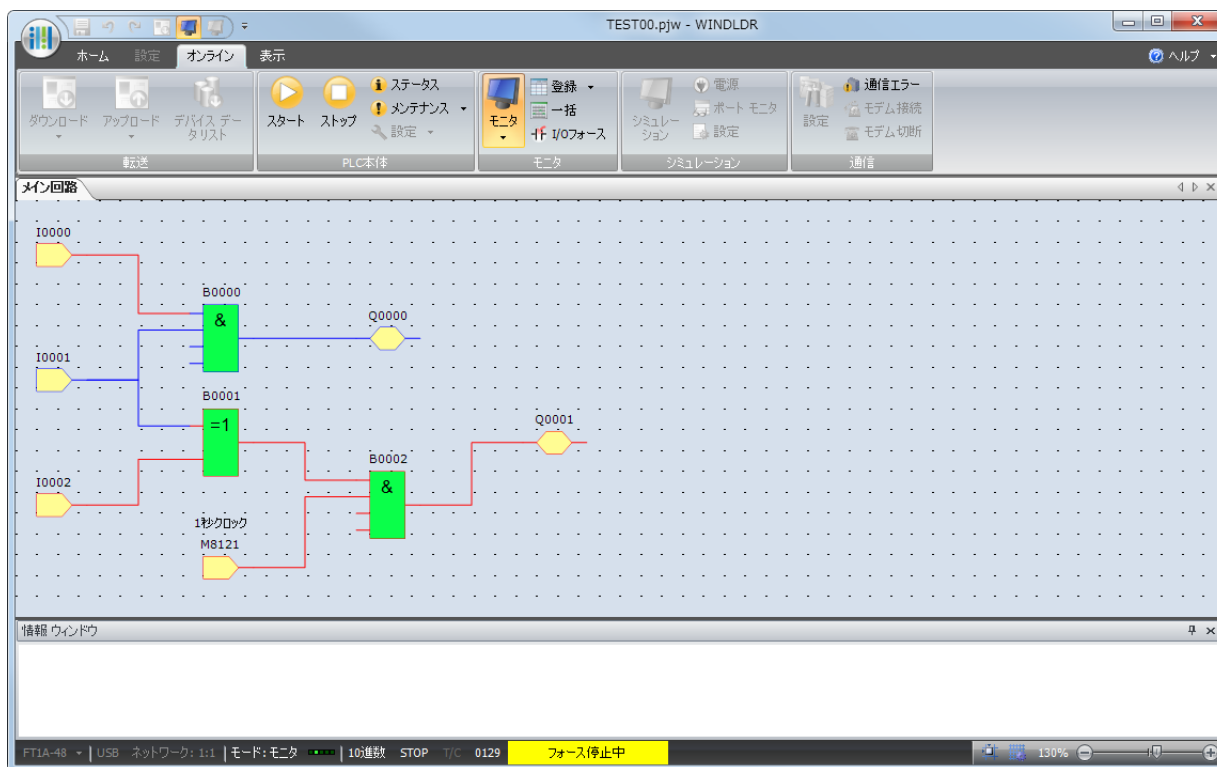 TEST00.pjw - WINDLDR
ホーム 設定 オンライン 表示 ヘルプ
ダウンロード アップロード デバイス データリスト
転送
スタート ストップ ステータス
メンテナンス
設定
PLC本体
モニタ 登録
一括
I/Oフォース
モニタ
シミュレーション 電源
ポート モニタ
設定
シミュレーション
設定 通信エラー
モデム接続
モデム切断
通信
メイン回路
I0000
B0000
&
Q0000
I0001
B0001
=1
Q0001
B0002
&
I0002
1秒クロック
M8121
情報 ウィンドウ
FT1A-48 USB ネットワーク: 1:1 モード: モニタ 10進数 STOP T/C 0129 フォース停止中 130%